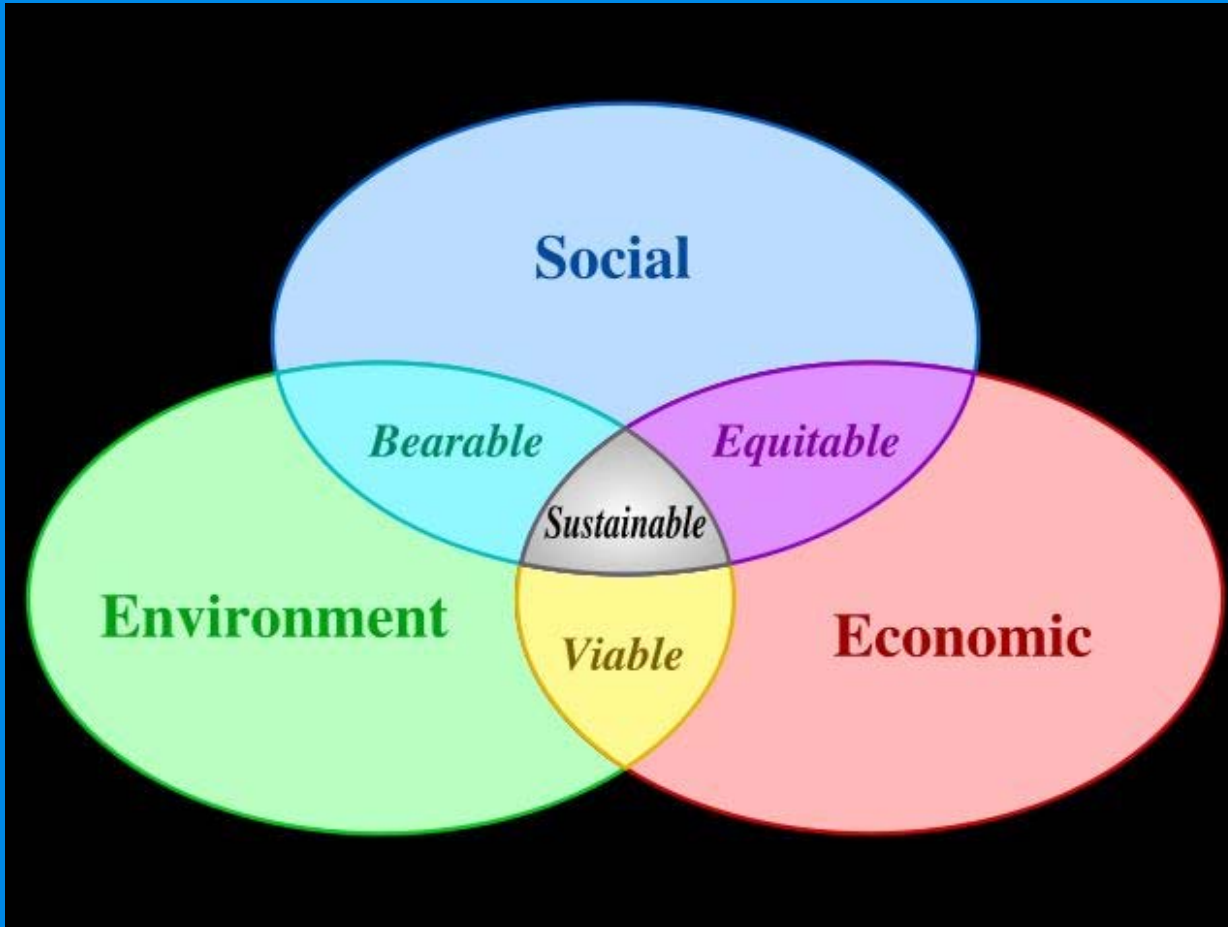 Social
Bearable
Equitable
Sustainable
Environment
Economic
Viable